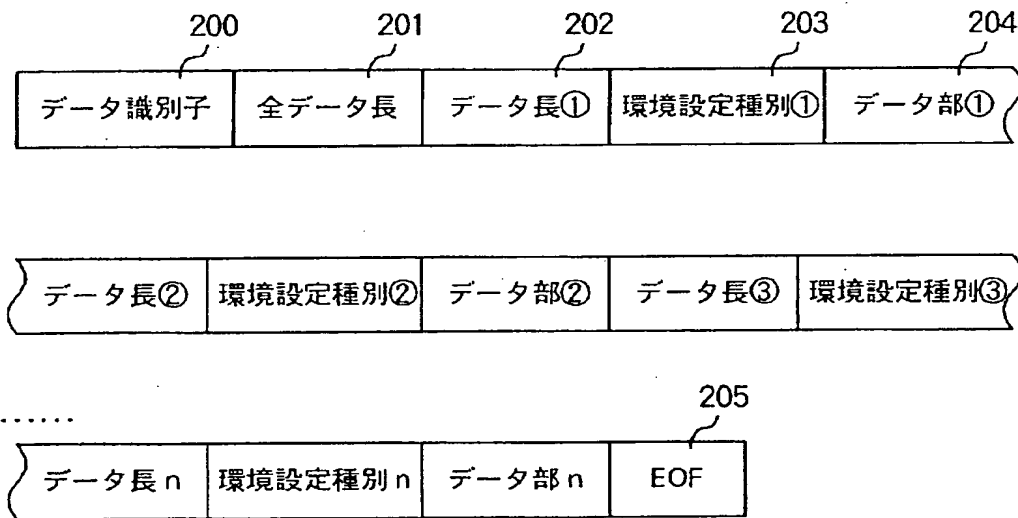 200 201 202 203 204
データ識別子 全データ長 データ長① 環境設定種別① データ部①
データ長② 環境設定種別② データ部② データ長③ 環境設定種別③
205
......
データ長n 環境設定種別n データ部n EOF